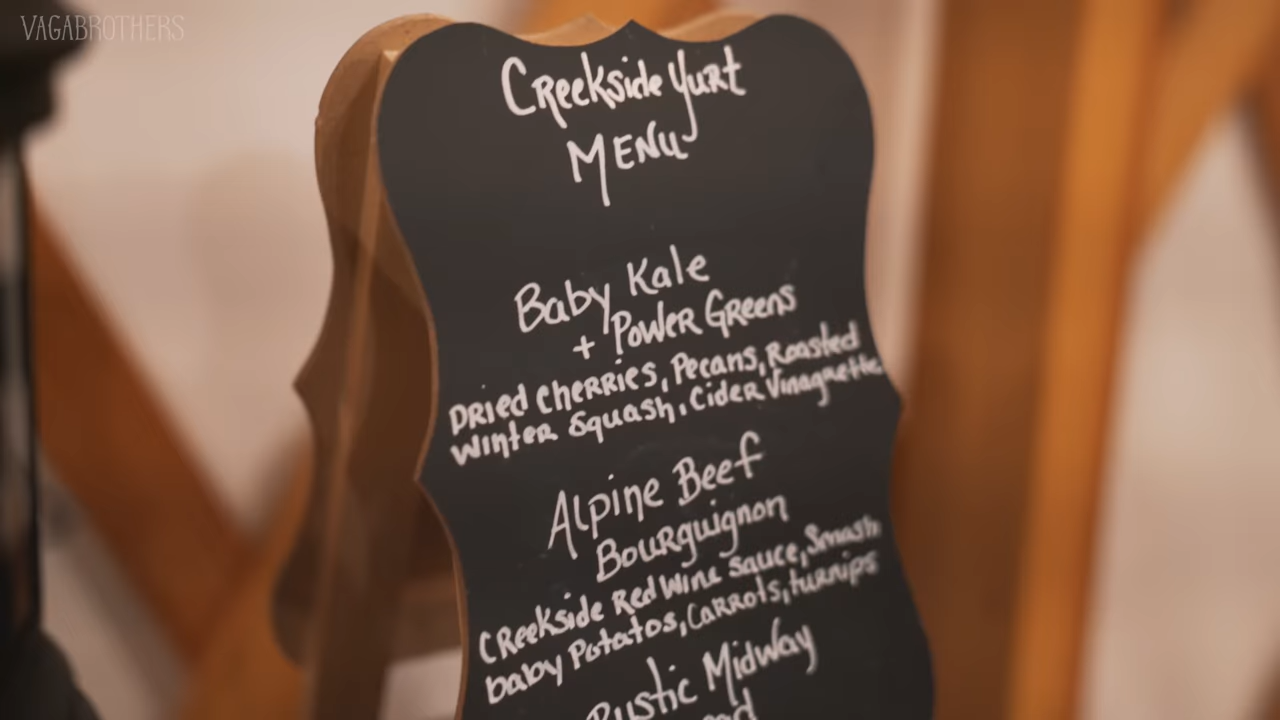 VAGABROTHERS
Creekside Yurt
MENU
Baby Kale
+ Power Greens
Dried Cherries, Pecans, Roasted
Winter Squash, Cider Vinagrette
Alpine Beef
Bourguignon
Creekside Red Wine Sauce, Smash
baby Potatos, Carrots, turnips
Rustic Midway